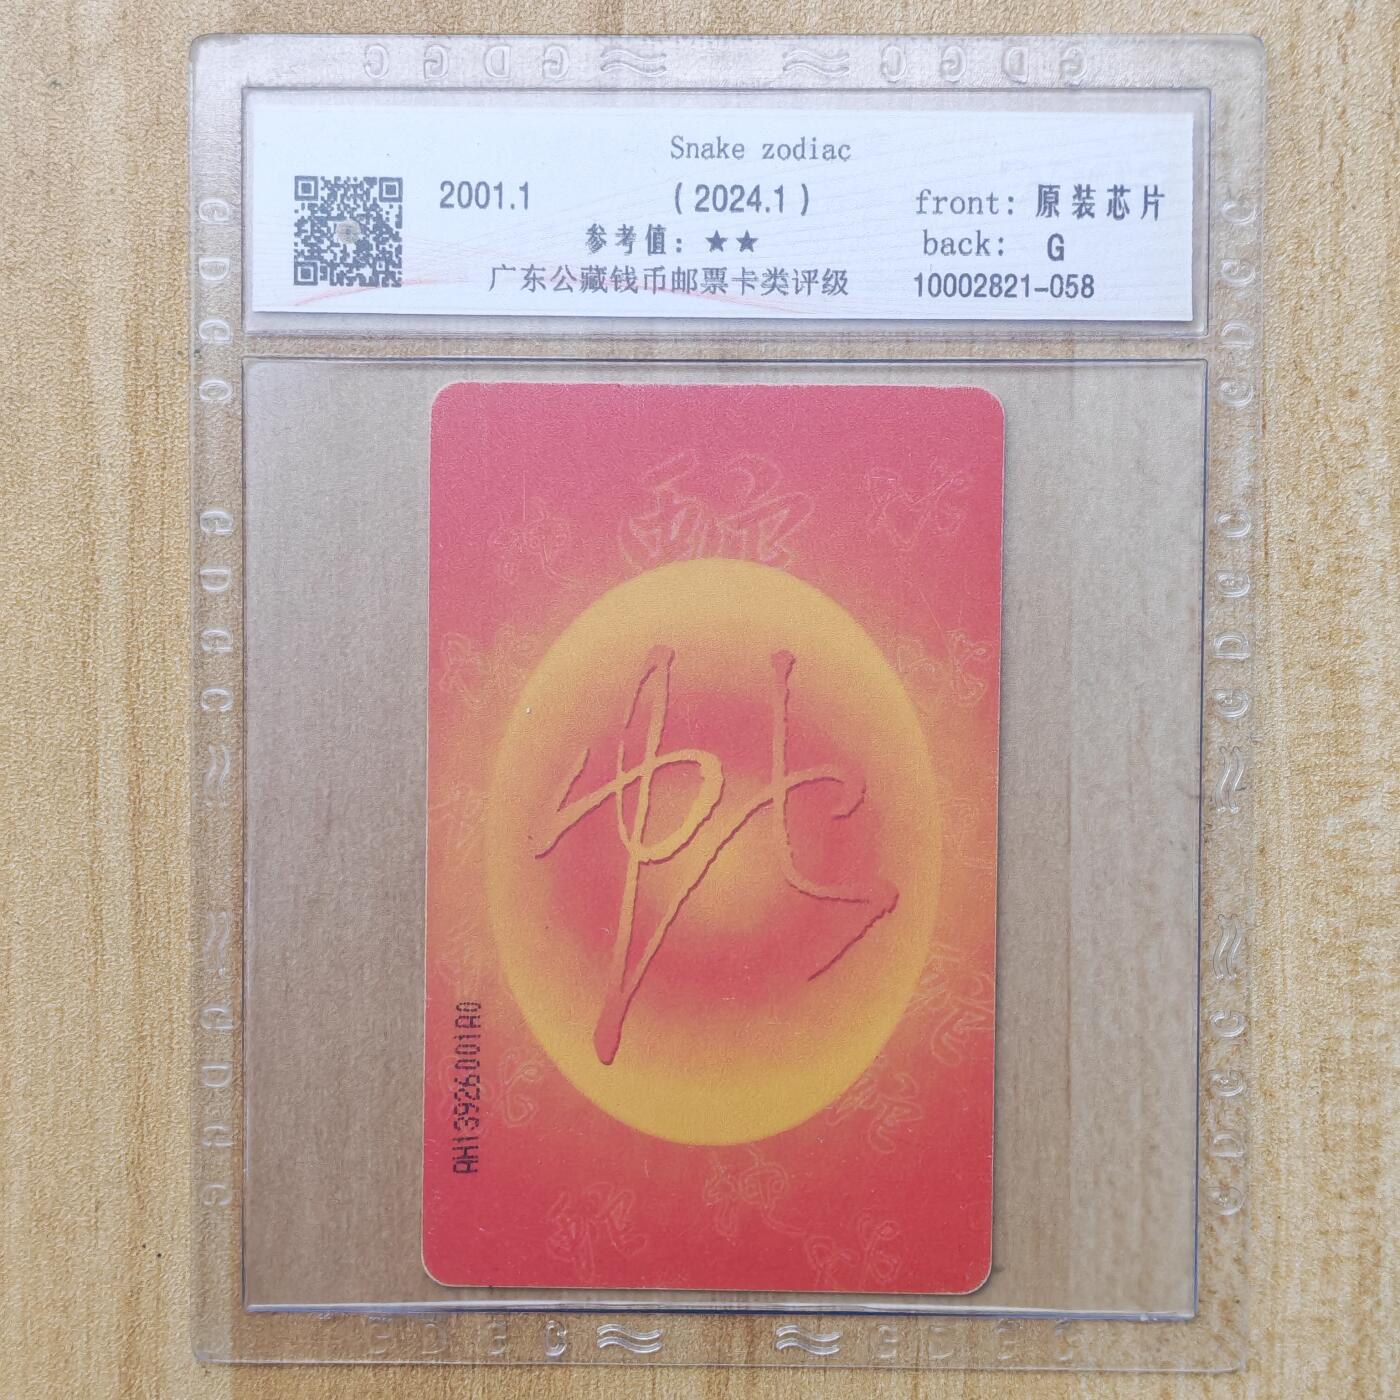 G D G C ≈ ≈ C G D G
Snake zodiac
2001.1 (2024.1) front: 原装芯片
参考值: ★★ back: G
广东公藏钱币邮票卡类评级 10002821-058
蛇
AH13926001A0
G D G C ≈ ≈ G D G C